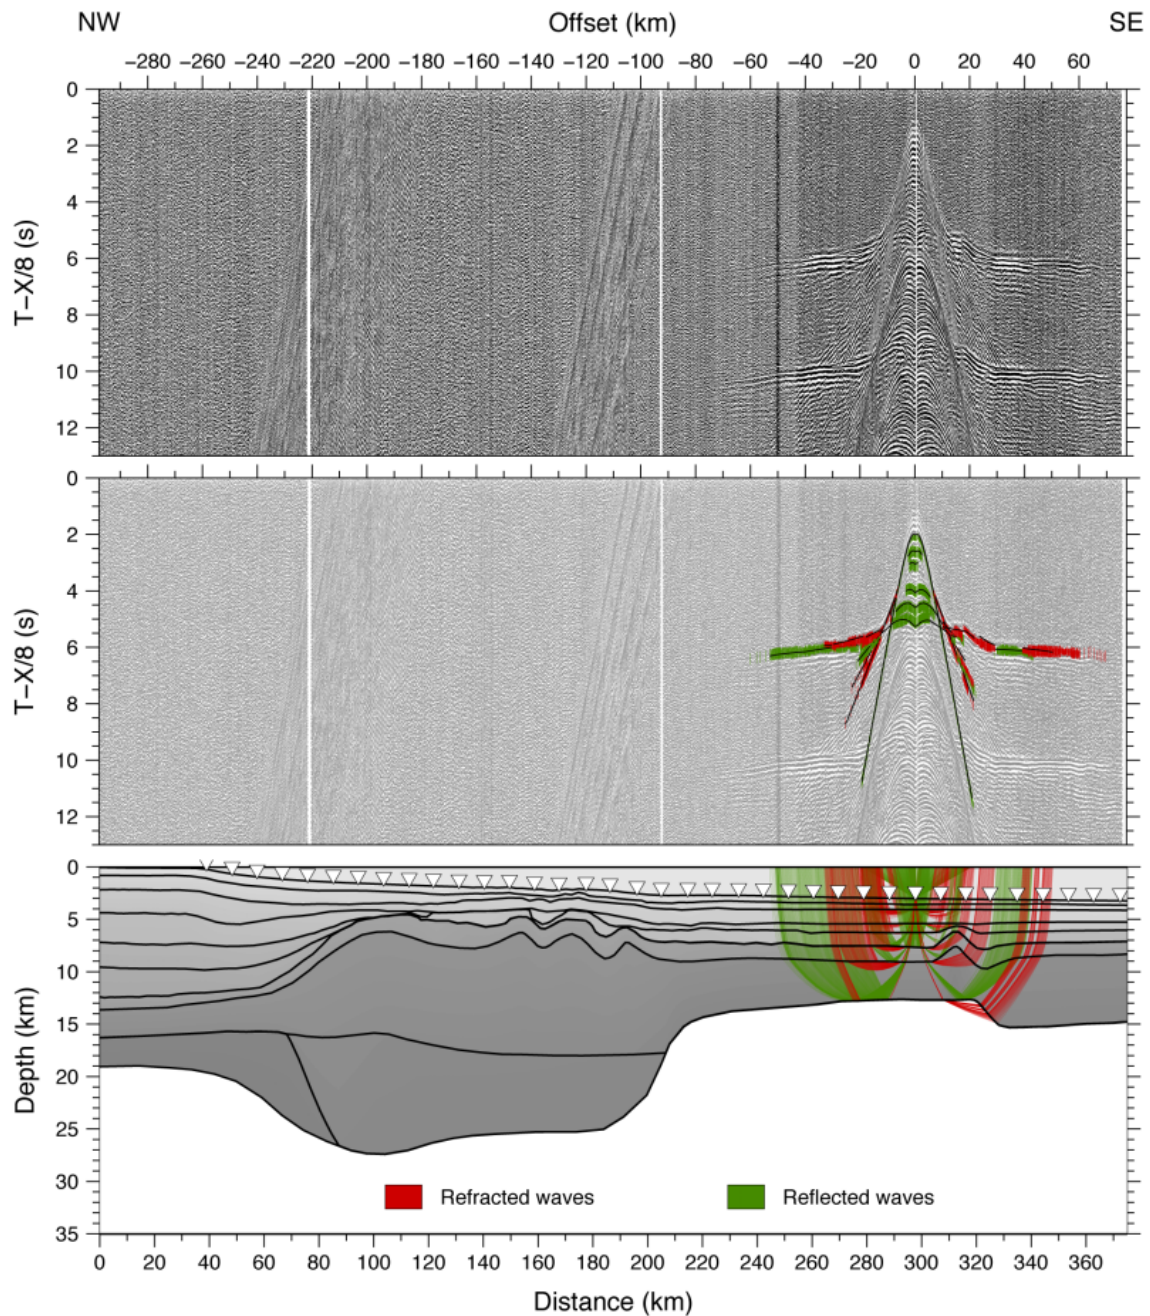 NW Offset (km) SE
−280 −260 −240 −220 −200 −180 −160 −140 −120 −100 −80 −60 −40 −20 0 20 40 60
0
2
4
6
8
10
12
T−X/8 (s)
0
2
4
6
8
10
12
T−X/8 (s)
0
5
10
15
20
25
30
35
Depth (km)
Refracted waves Reflected waves
0 20 40 60 80 100 120 140 160 180 200 220 240 260 280 300 320 340 360
Distance (km)